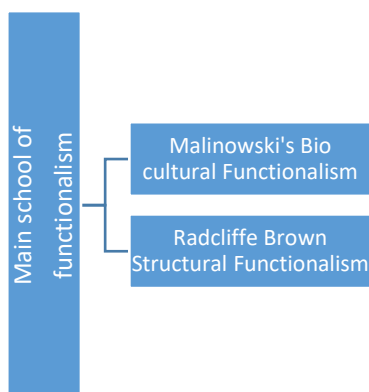 Main school of
functionalism
Malinowski's Bio
cultural Functionalism
Radcliffe Brown
Structural Functionalism